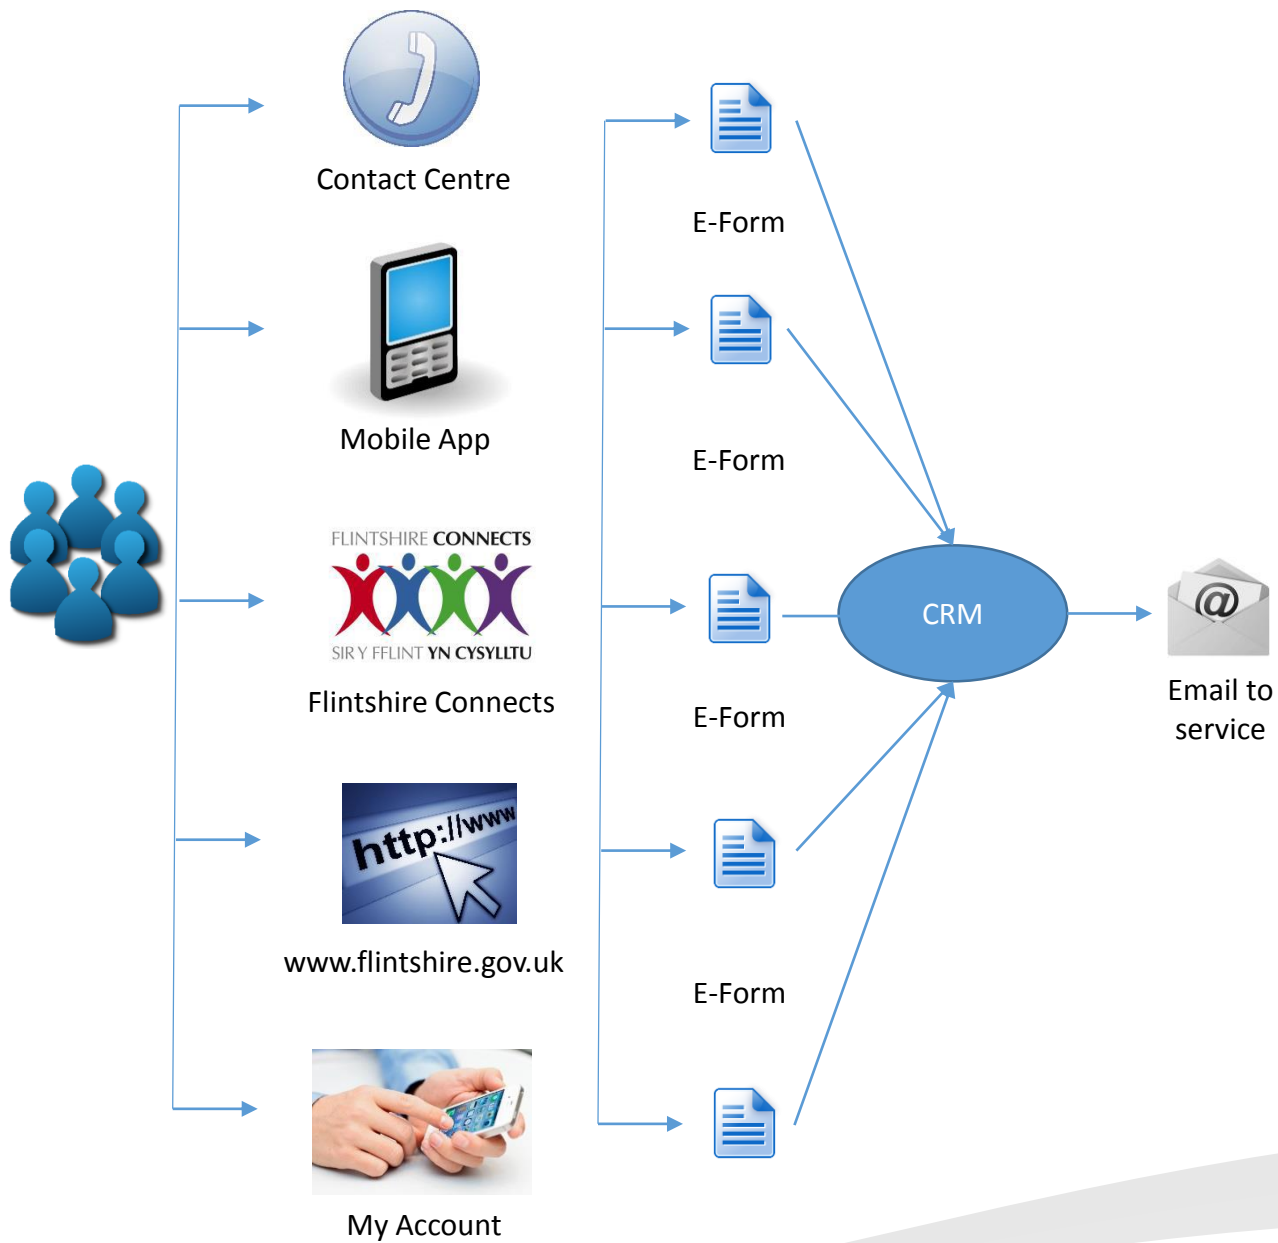 Contact Centre
E-Form
Mobile App
E-Form
FLINTSHIRE CONNECTS
SIR Y FFLINT YN CYSYLLTU
Flintshire Connects
E-Form
CRM
@
Email to
service
http://www
www.flintshire.gov.uk
E-Form
My Account